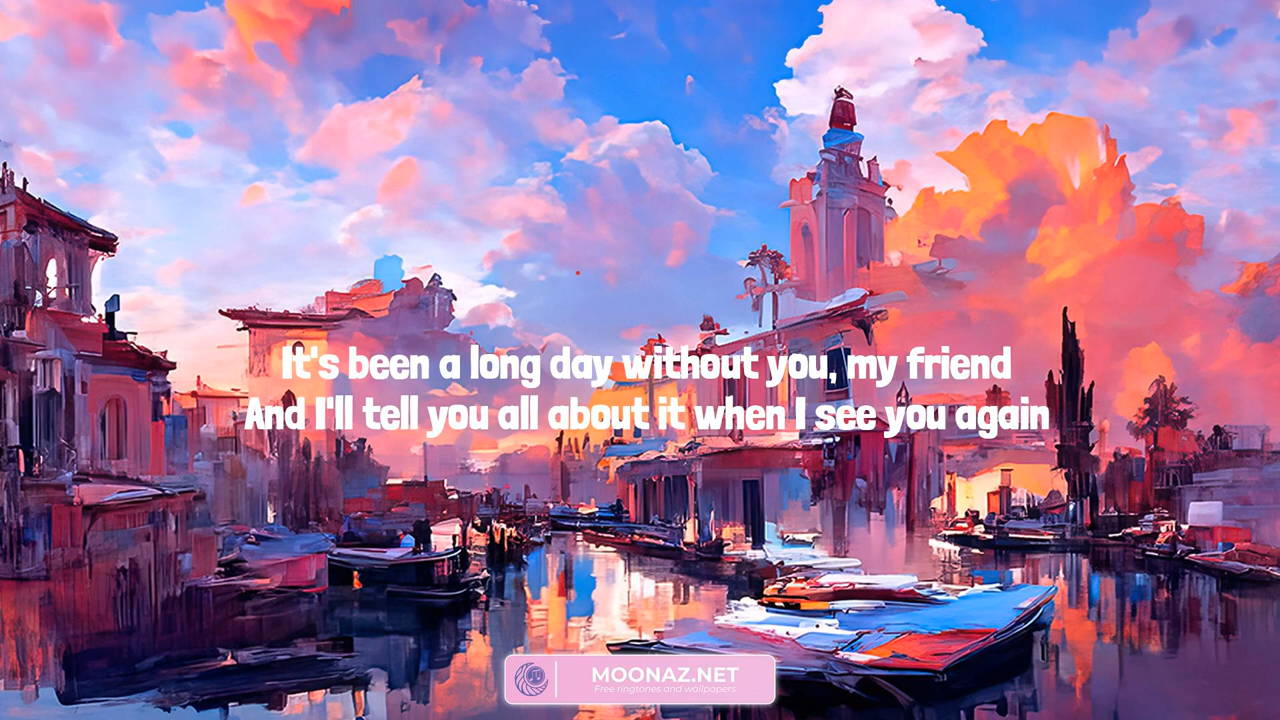 It's been a long day without you, my friend
And I'll tell you all about it when I see you again
MOONAZ.NET
Free ringtones and wallpapers